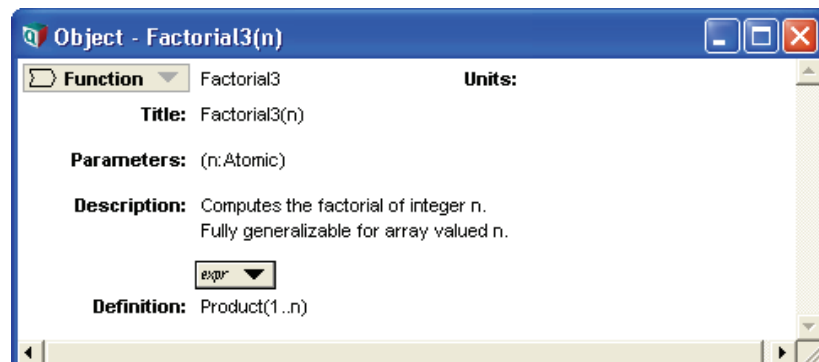 Object - Factorial3(n)
Function Factorial3 Units:
Title: Factorial3(n)
Parameters: (n:Atomic)
Description: Computes the factorial of integer n.
Fully generalizable for array valued n.
expr
Definition: Product(1..n)